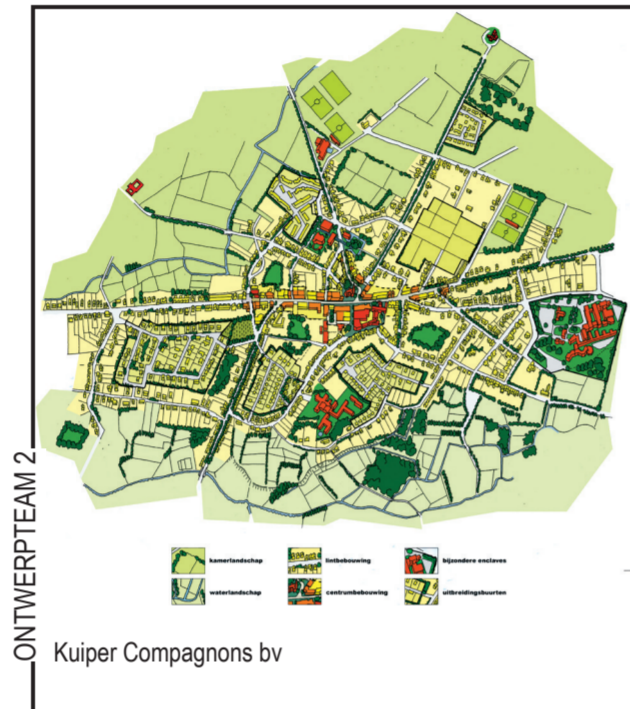 ONTWERPTEAM 2
kamerlandschap
lintbebouwing
bijzondere enclaves
waterlandschap
centrumbebouwing
uitbreidingsbuurten
Kuiper Compagnons bv